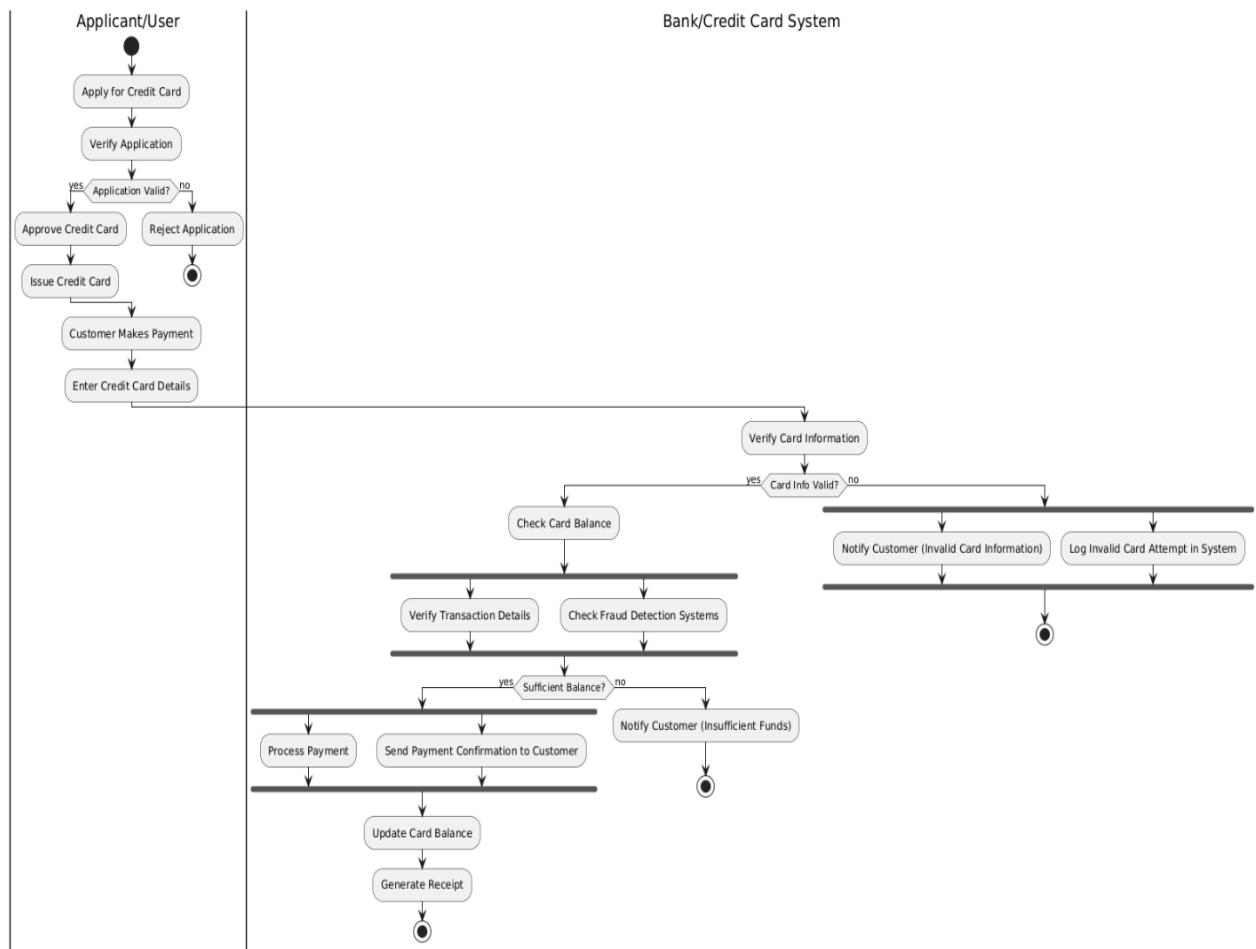 Applicant/User
Bank/Credit Card System
Apply for Credit Card
Verify Application
yes
Application Valid?
no
Approve Credit Card
Reject Application
Issue Credit Card
Customer Makes Payment
Enter Credit Card Details
Verify Card Information
yes
Card Info Valid?
no
Check Card Balance
Notify Customer (Invalid Card Information)
Log Invalid Card Attempt in System
Verify Transaction Details
Check Fraud Detection Systems
yes
Sufficient Balance?
no
Process Payment
Send Payment Confirmation to Customer
Notify Customer (Insufficient Funds)
Update Card Balance
Generate Receipt